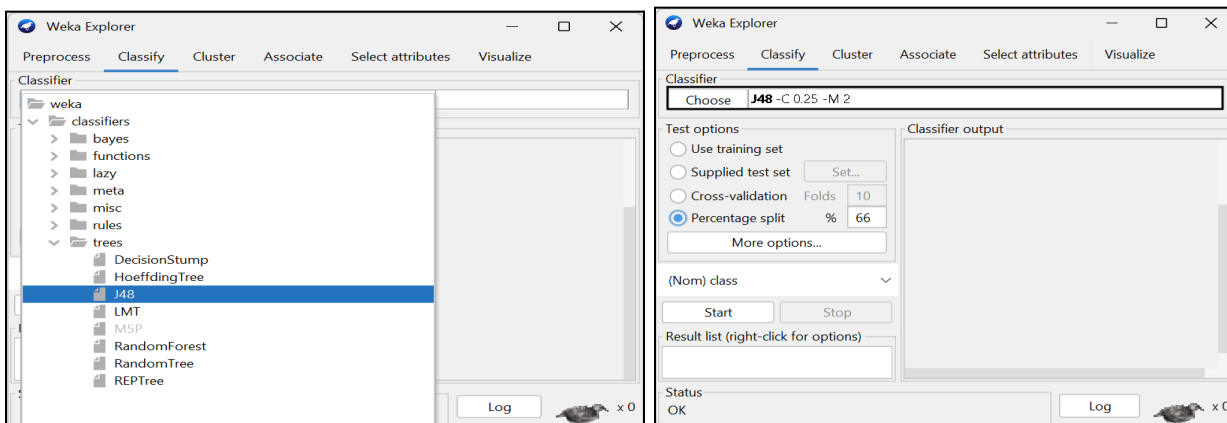 Weka Explorer
Preprocess Classify Cluster Associate Select attributes Visualize
Classifier
weka
classifiers
bayes
functions
lazy
meta
misc
rules
trees
DecisionStump
HoeffdingTree
J48
LMT
M5P
RandomForest
RandomTree
REPTree
Log
x 0
Weka Explorer
Preprocess Classify Cluster Associate Select attributes Visualize
Classifier
Choose J48 -C 0.25 -M 2
Test options
Use training set
Supplied test set Set...
Cross-validation Folds 10
Percentage split % 66
More options...
(Nom) class
Start Stop
Result list (right-click for options)
Classifier output
Status
OK
Log
x 0